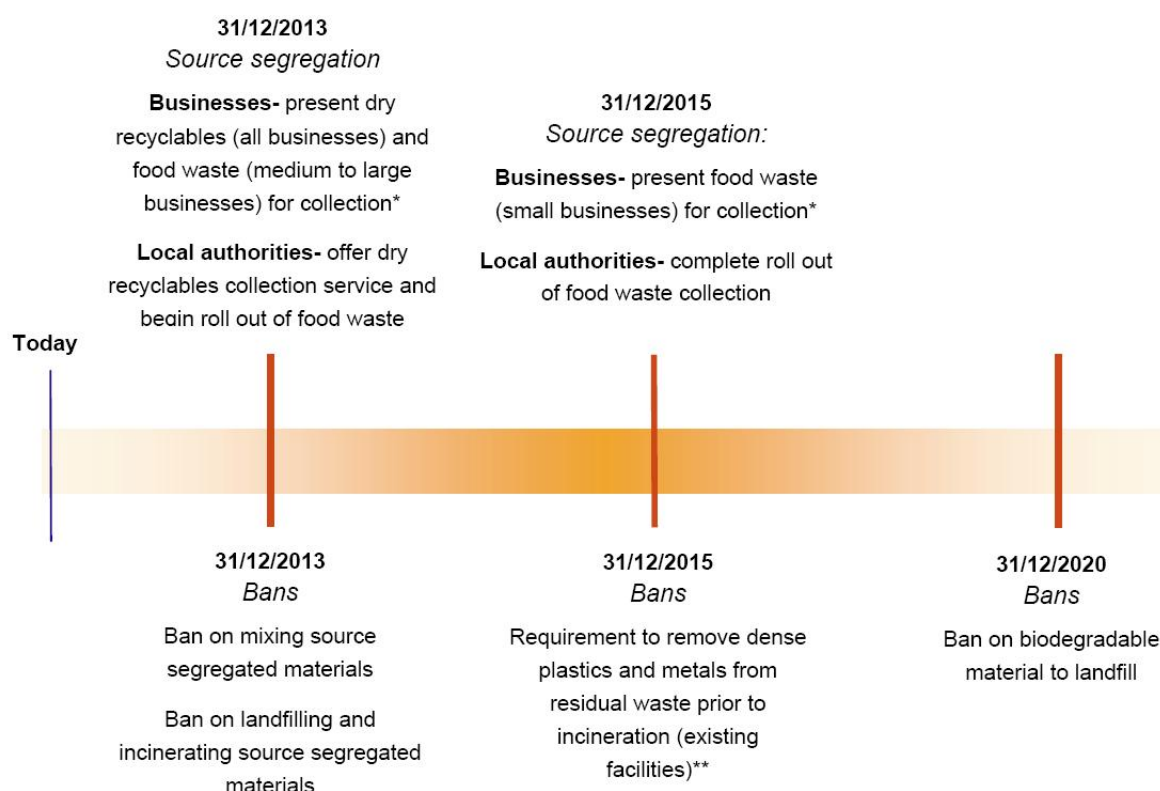 31/12/2013
Source segregation
Businesses- present dry
recyclables (all businesses) and
food waste (medium to large
businesses) for collection*
Local authorities- offer dry
recyclables collection service and
begin roll out of food waste
31/12/2015
Source segregation:
Businesses- present food waste
(small businesses) for collection*
Local authorities- complete roll out
of food waste collection
Today
31/12/2013
Bans
Ban on mixing source
segregated materials
Ban on landfilling and
incinerating source segregated
materials
31/12/2015
Bans
Requirement to remove dense
plastics and metals from
residual waste prior to
incineration (existing
facilities)**
31/12/2020
Bans
Ban on biodegradable
material to landfill